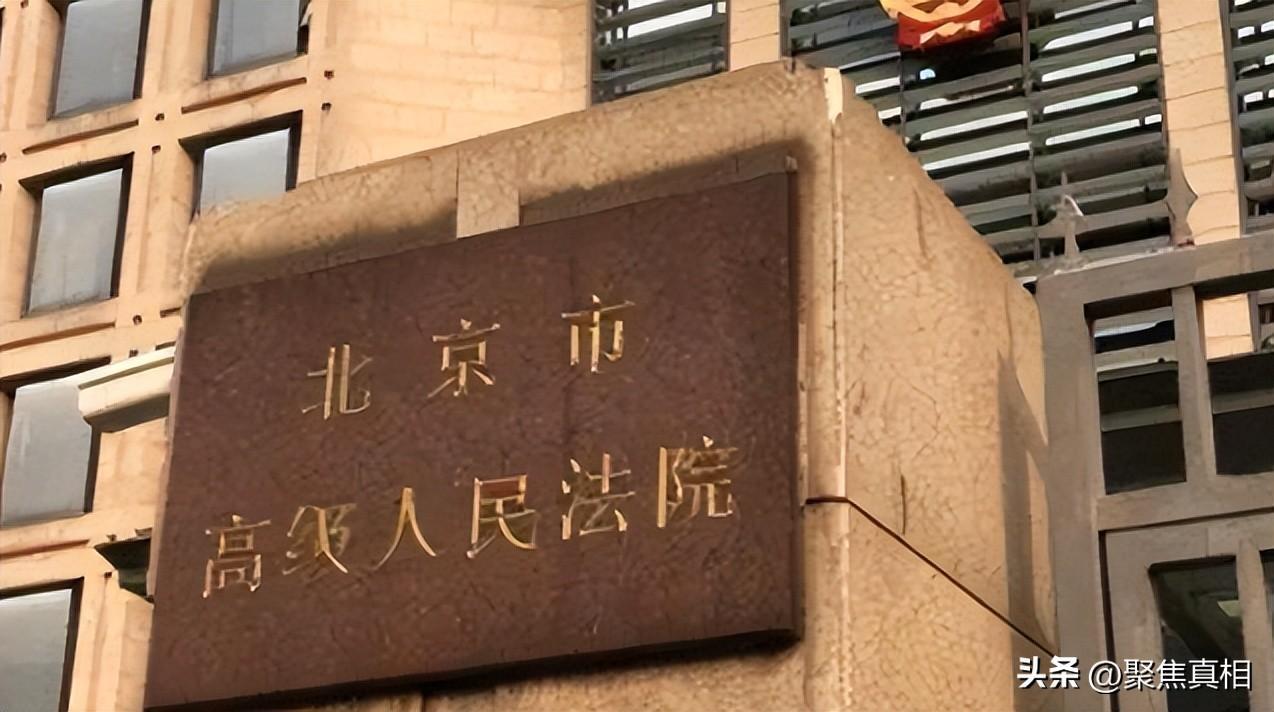 北京市
高级人民法院
头条 @聚焦真相